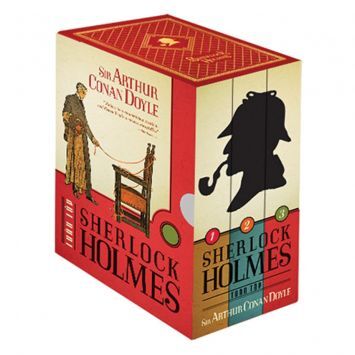 SIR ARTHUR
CONAN DOYLE
TOÀN TẬP
SHERLOCK
HOLMES
1
2
3
SHERLOCK
HOLMES
TOÀN TẬP
SIR ARTHUR CONAN DOYLE